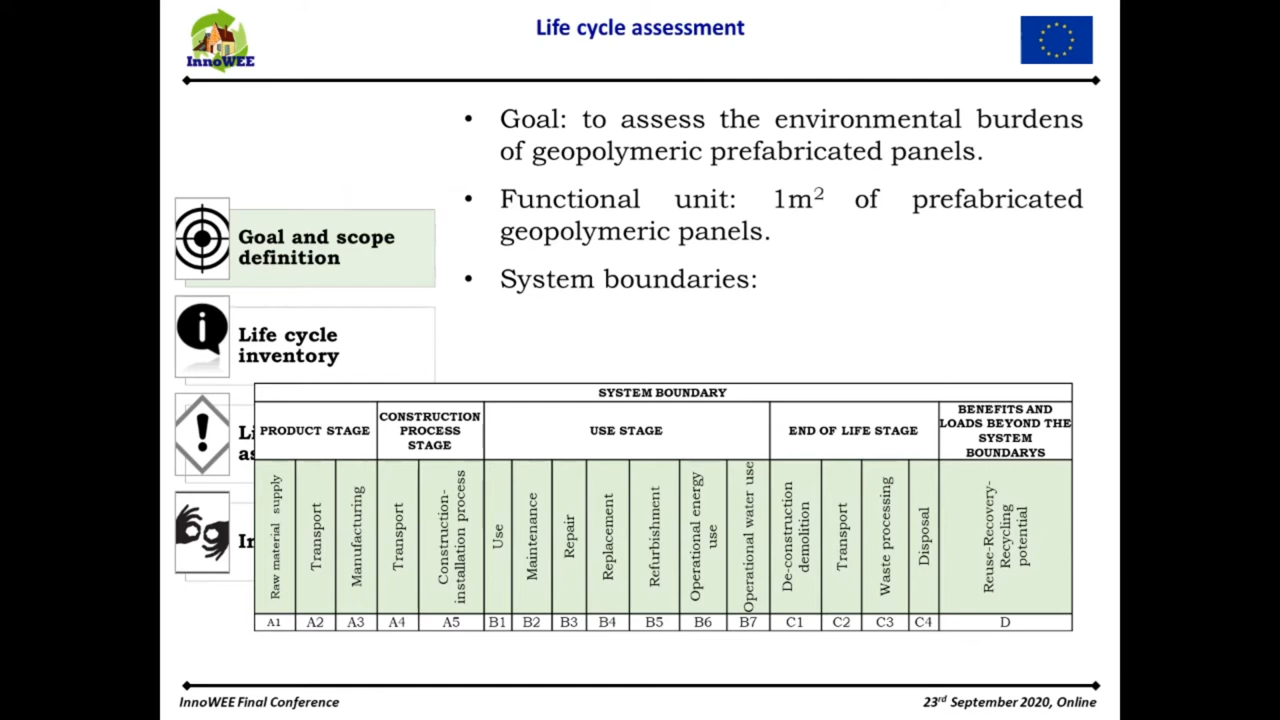 InnoWEE
Life cycle assessment
• Goal: to assess the environmental burdens
of geopolymeric prefabricated panels.
• Functional unit: 1m² of prefabricated
geopolymeric panels.
• System boundaries:
Goal and scope
definition
Life cycle
inventory
Li
as
In
SYSTEM BOUNDARY
PRODUCT STAGE
CONSTRUCTION
PROCESS
STAGE
USE STAGE
END OF LIFE STAGE
BENEFITS AND
LOADS BEYOND THE
SYSTEM
BOUNDARYS
Raw material supply
Transport
Manufacturing
Transport
Construction-
installation process
Use
Maintenance
Repair
Replacement
Refurbishment
Operational energy
use
Operational water use
De-construction
demolition
Transport
Waste processing
Disposal
Reuse-Recovery-
Recycling
potential
A1 A2 A3 A4 A5 B1 B2 B3 B4 B5 B6 B7 C1 C2 C3 C4 D
InnoWEE Final Conference
23rd September 2020, Online